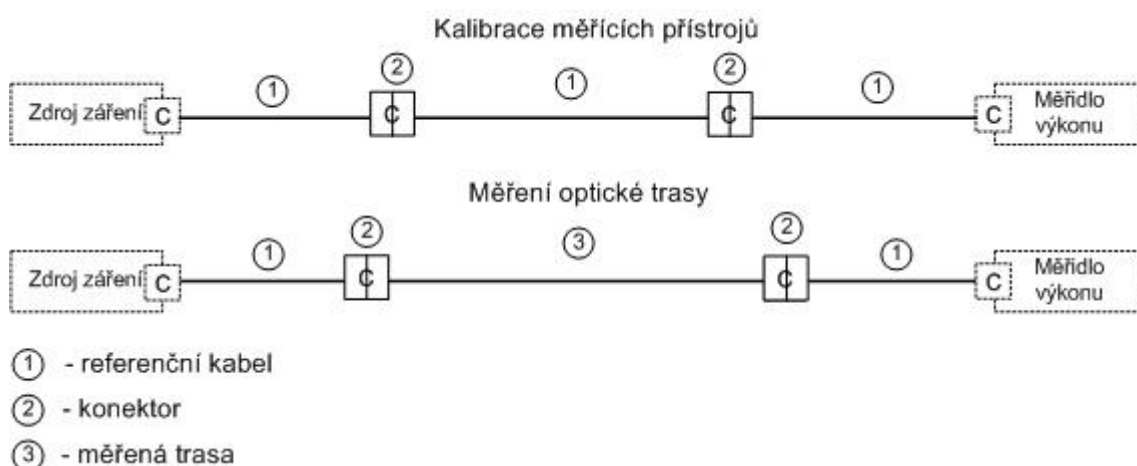 Kalibrace měřících přístrojů
1 2 1 2 1
Zdroj záření C C C C Měřidlo
výkonu
Měření optické trasy
1 2 3 2 1
Zdroj záření C C C C Měřidlo
výkonu
1 - referenční kabel
2 - konektor
3 - měřená trasa